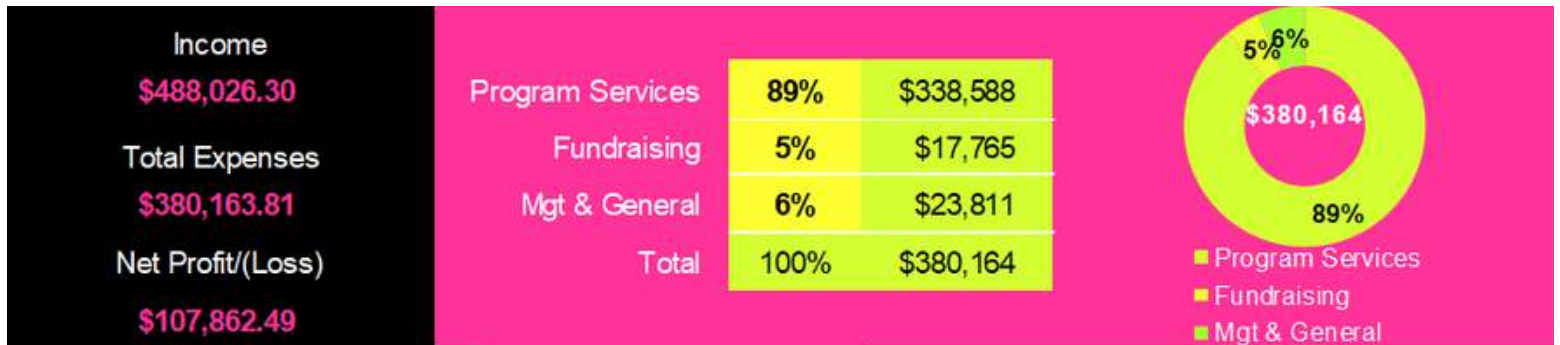 Income
$488,026.30
Total Expenses
$380,163.81
Net Profit/(Loss)
$107,862.49
Program Services 89% $338,588
Fundraising 5% $17,765
Mgt & General 6% $23,811
Total 100% $380,164
5% 6%
$380,164
89%
Program Services
Fundraising
Mgt & General